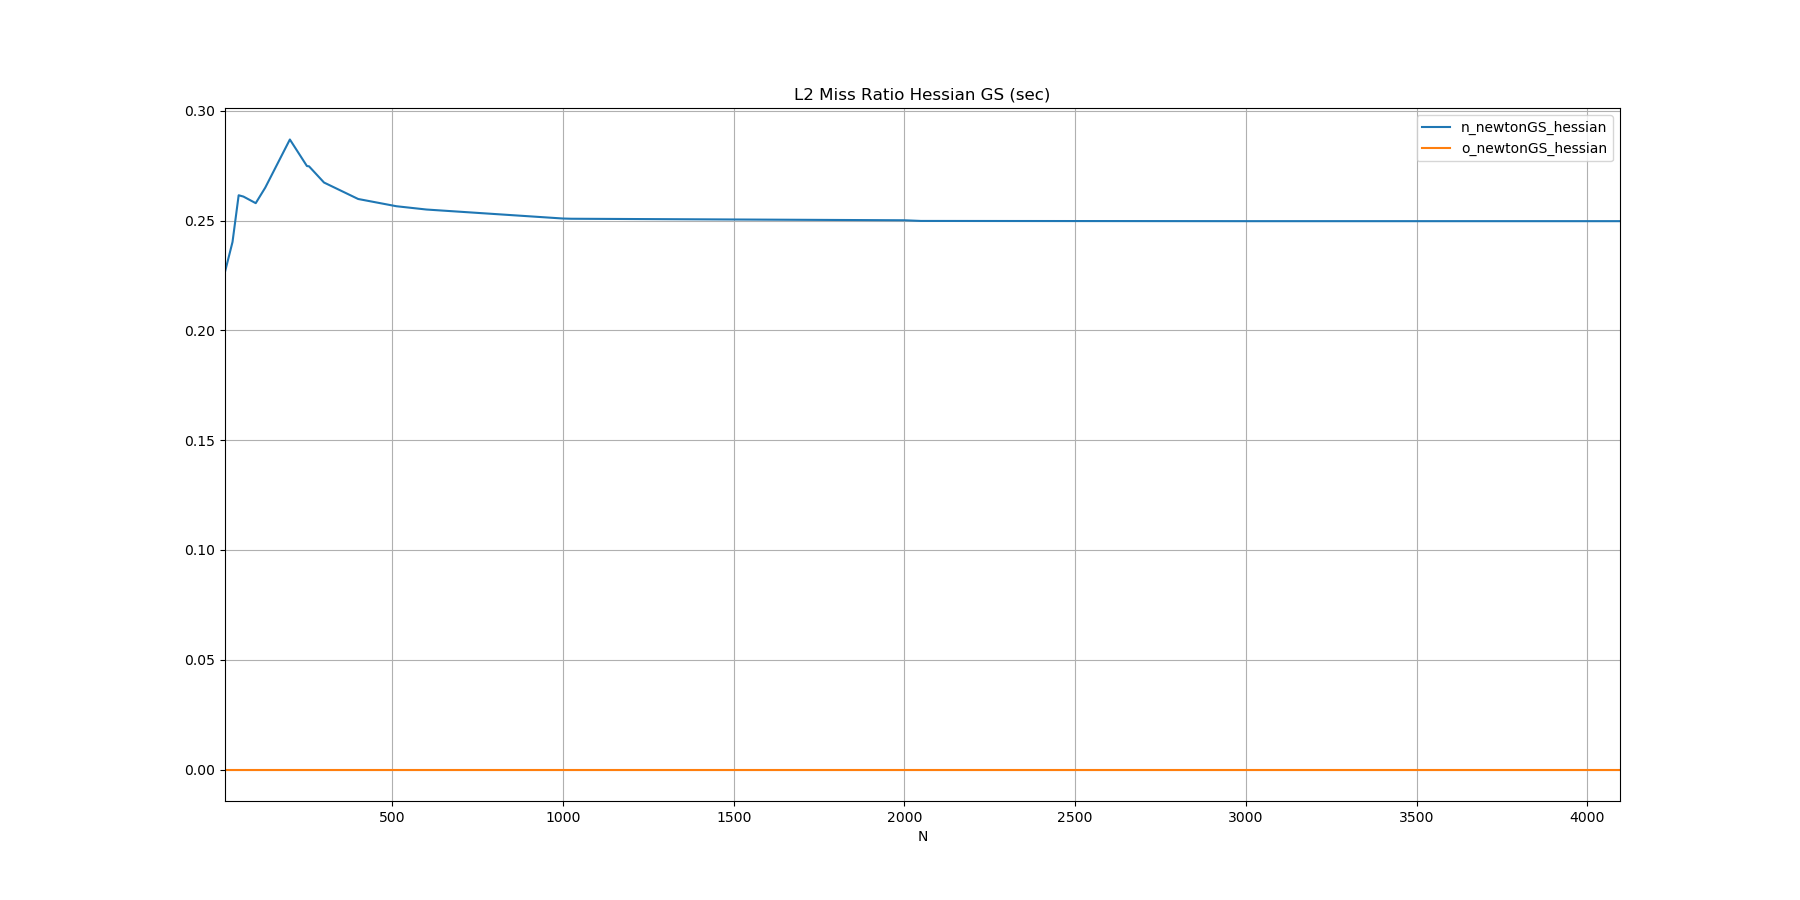 L2 Miss Ratio Hessian GS (sec)
0.30
n_newtonGS_hessian
o_newtonGS_hessian
0.25
0.20
0.15
0.10
0.05
0.00
500 1000 1500 2000 2500 3000 3500 4000
N